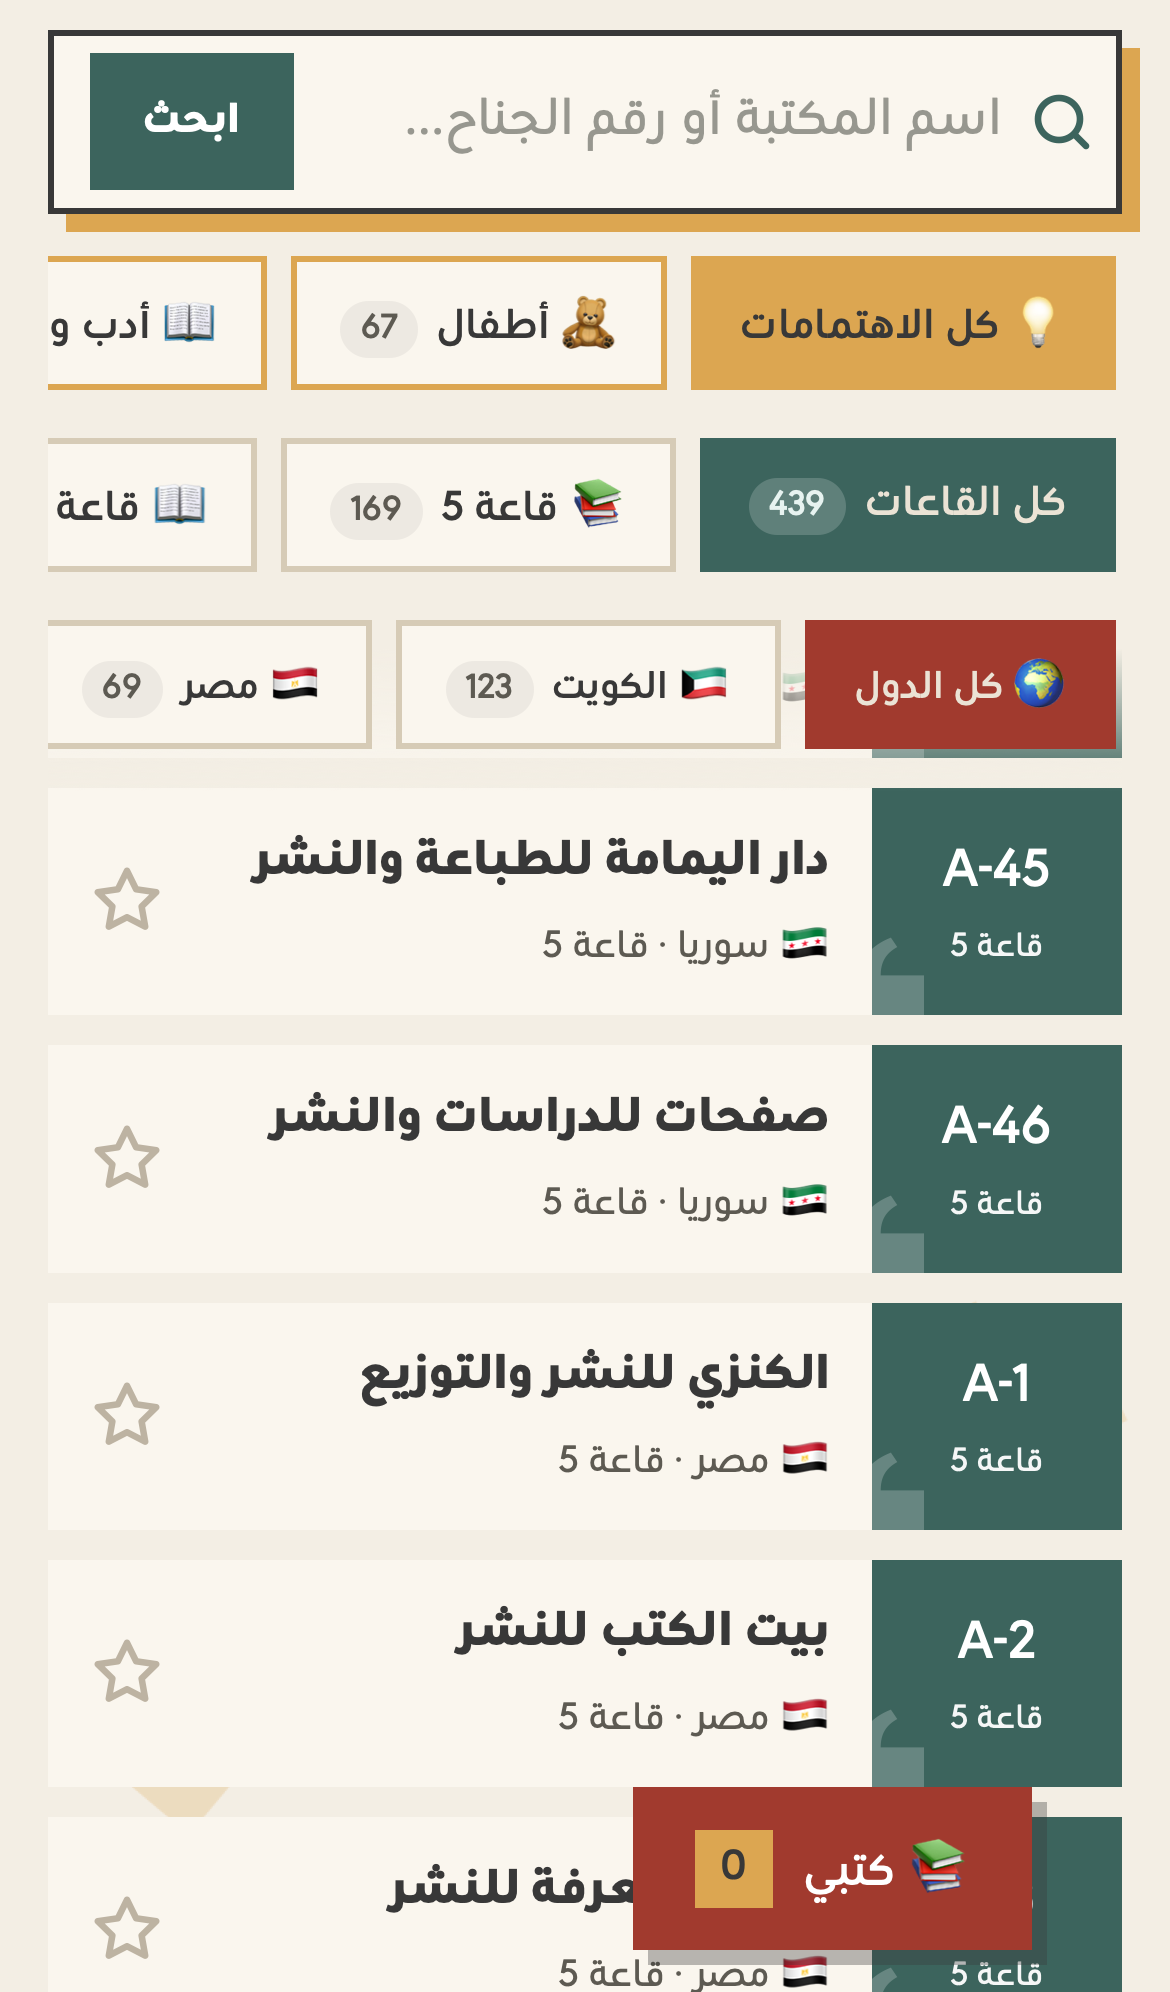 اسم المكتبة أو رقم الجناح...
ابحث
كل الاهتمامات
أطفال 67
أدب و
كل القاعات 439
قاعة 5 169
قاعة
كل الدول
الكويت 123
مصر 69
A-45
قاعة 5
دار اليمامة للطباعة والنشر
سوريا · قاعة 5
A-46
قاعة 5
صفحات للدراسات والنشر
سوريا · قاعة 5
A-1
قاعة 5
الكنزي للنشر والتوزيع
مصر · قاعة 5
A-2
قاعة 5
بيت الكتب للنشر
مصر · قاعة 5
كتبي 0
للنشر
قاعة 5
مصر · قاعة 5